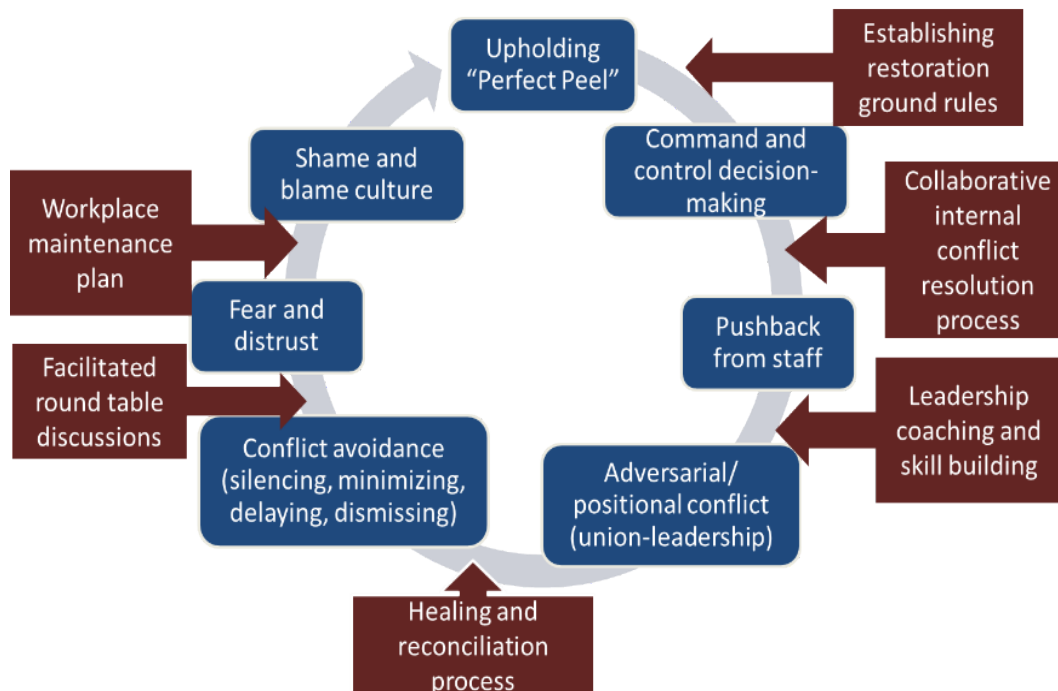 Upholding
“Perfect Peel”
Establishing
restoration
ground rules
Command and
control decision-
making
Collaborative
internal
conflict
resolution
process
Pushback
from staff
Leadership
coaching and
skill building
Adversarial/
positional conflict
(union-leadership)
Healing and
reconciliation
process
Conflict avoidance
(silencing, minimizing,
delaying, dismissing)
Facilitated
round table
discussions
Fear and
distrust
Workplace
maintenance
plan
Shame and
blame culture